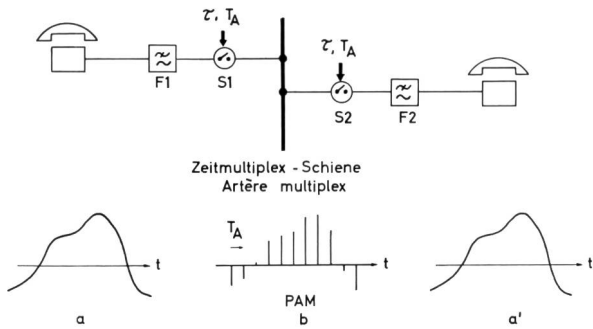 τ, T_A
τ, T_A
F1
S1
S2
F2
Zeitmultiplex - Schiene
Artère multiplex
T_A
t
t
t
PAM
a
b
a'